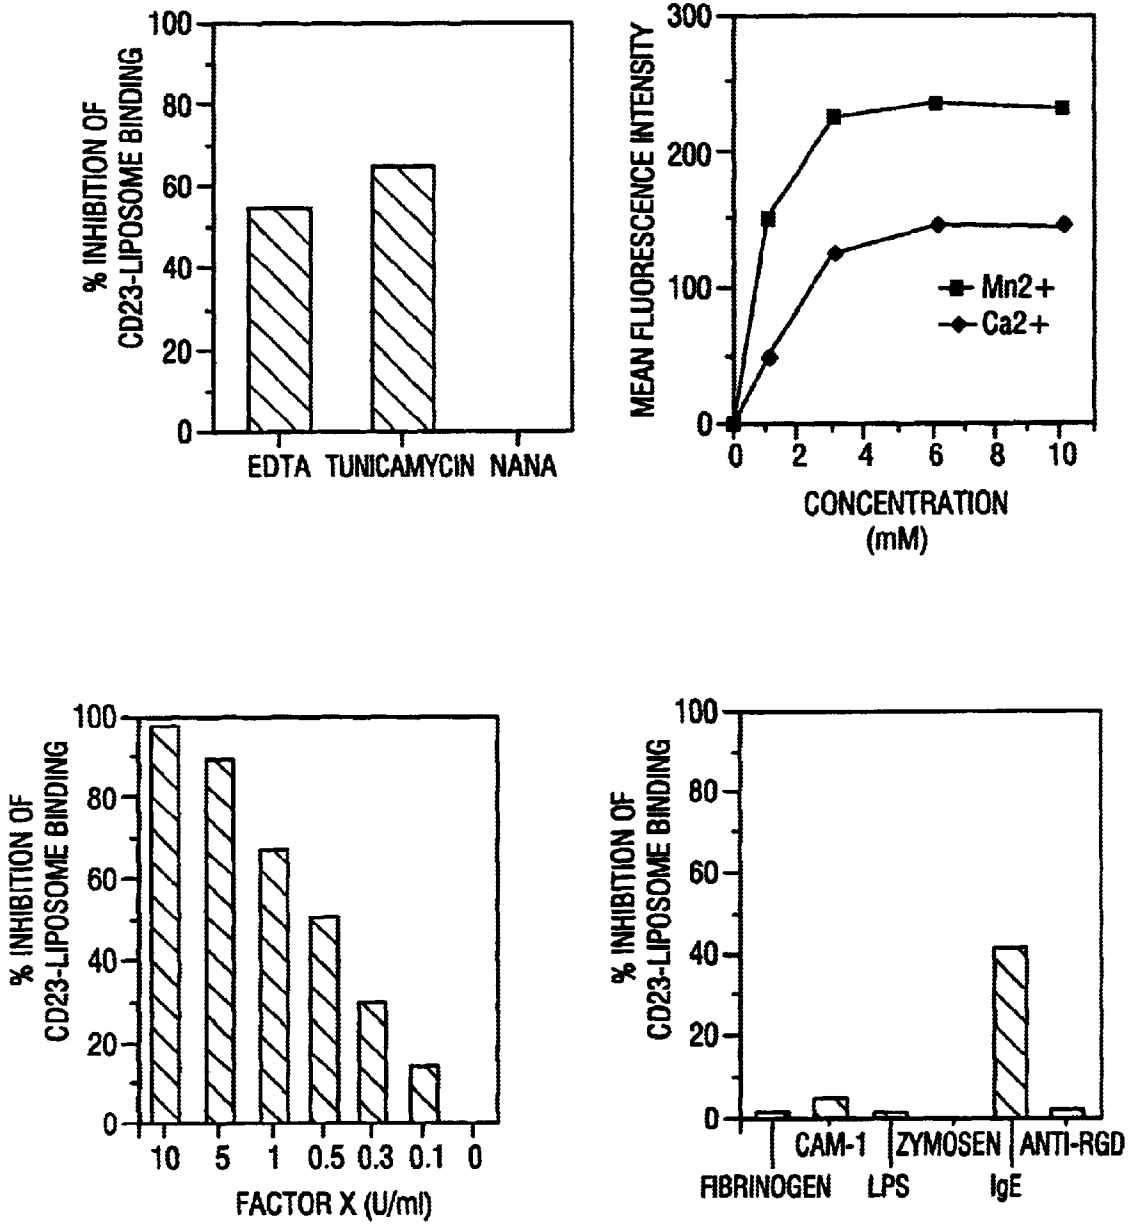 % INHIBITION OF
CD23-LIPOSOME BINDING
100
80
60
40
20
0
EDTA TUNICAMYCIN NANA
MEAN FLUORESCENCE INTENSITY
300
200
100
0
Mn2+
Ca2+
0 2 4 6 8 10
CONCENTRATION
(mM)
% INHIBITION OF
CD23-LIPOSOME BINDING
100
80
60
40
20
0
10 5 1 0.5 0.3 0.1 0
FACTOR X (U/ml)
% INHIBITION OF
CD23-LIPOSOME BINDING
100
80
60
40
20
0
CAM-1 ZYMOSEN ANTI-RGD
FIBRINOGEN LPS IgE